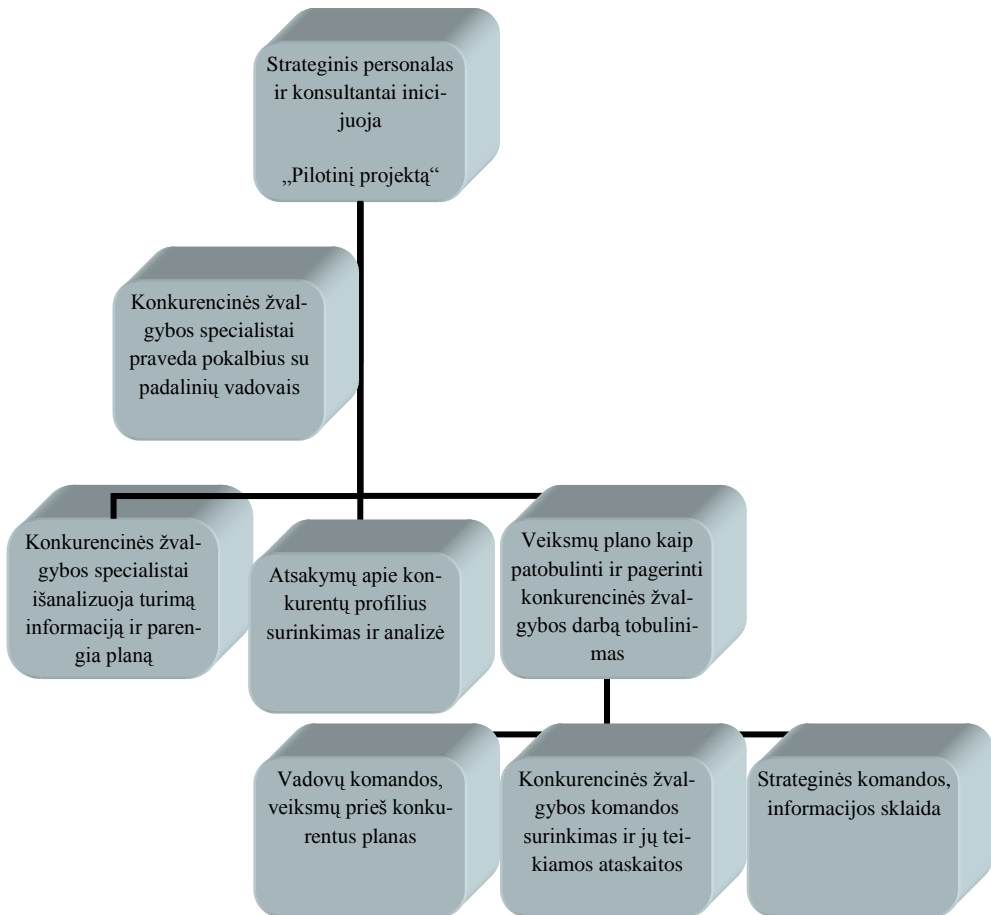 Strateginis personalas
ir konsultantai inici-
juoja
„Pilotinį projektą“
Konkurencinės žval-
gybos specialistai
praveda pokalbius su
padalinių vadovais
Konkurencinės žval-
gybos specialistai
išanalizuoja turimą
informaciją ir paren-
gia planą
Atsakymų apie kon-
kurentų profilius
surinkimas ir analizė
Veiksmų plano kaip
patobulinti ir pagerinti
konkurencinės žval-
gybos darbą tobulini-
mas
Vadovų komandos,
veiksmų prieš konku-
rentus planas
Konkurencinės žval-
gybos komandos
surinkimas ir jų tei-
kiamos ataskaitos
Strateginės komandos,
informacijos sklaida